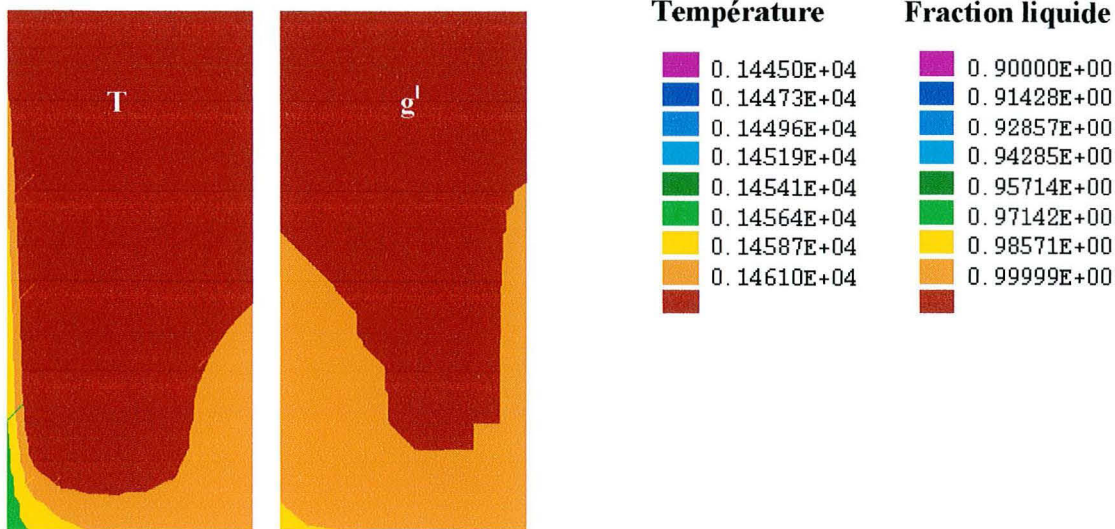 Température Fraction liquide
T
g^l
0.14450E+04 0.90000E+00
0.14473E+04 0.91428E+00
0.14496E+04 0.92857E+00
0.14519E+04 0.94285E+00
0.14541E+04 0.95714E+00
0.14564E+04 0.97142E+00
0.14587E+04 0.98571E+00
0.14610E+04 0.99999E+00